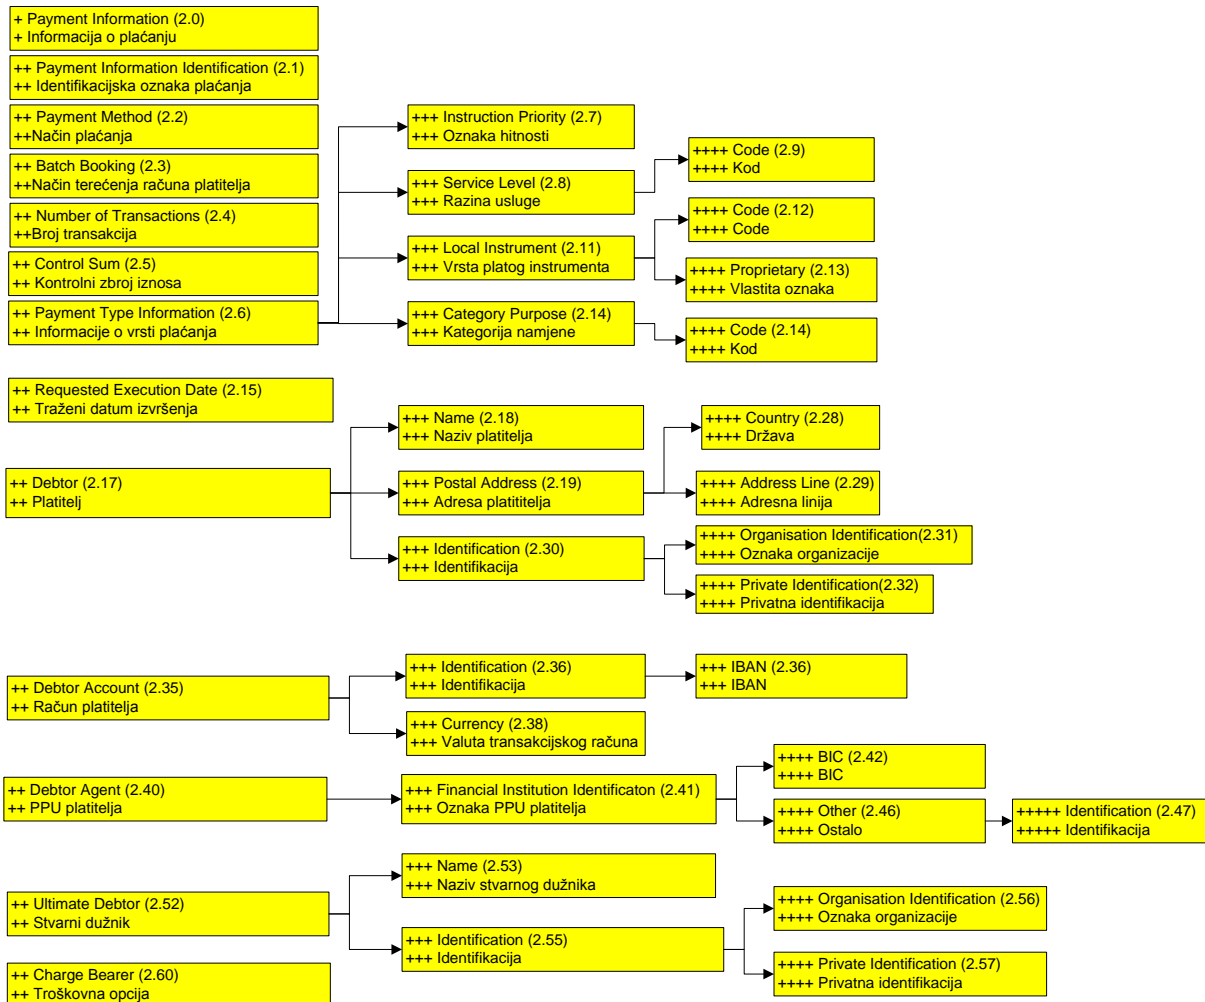 + Payment Information (2.0)
+ Informacija o plaćanju
++ Payment Information Identification (2.1)
++ Identifikacijska oznaka plaćanja
++ Payment Method (2.2)
++Način plaćanja
++ Batch Booking (2.3)
++Način terećenja računa platitelja
++ Number of Transactions (2.4)
++Broj transakcija
++ Control Sum (2.5)
++ Kontrolni zbroj iznosa
++ Payment Type Information (2.6)
++ Informacije o vrsti plaćanja
+++ Instruction Priority (2.7)
+++ Oznaka hitnosti
+++ Service Level (2.8)
+++ Razina usluge
++++ Code (2.9)
++++ Kod
+++ Local Instrument (2.11)
+++ Vrsta platog instrumenta
++++ Code (2.12)
++++ Code
++++ Proprietary (2.13)
++++ Vlastita oznaka
+++ Category Purpose (2.14)
+++ Kategorija namjene
++++ Code (2.14)
++++ Kod
++ Requested Execution Date (2.15)
++ Traženi datum izvršenja
++ Debtor (2.17)
++ Platitelj
+++ Name (2.18)
+++ Naziv platitelja
+++ Postal Address (2.19)
+++ Adresa platititelja
++++ Country (2.28)
++++ Država
++++ Address Line (2.29)
++++ Adresna linija
+++ Identification (2.30)
+++ Identifikacija
++++ Organisation Identification(2.31)
++++ Oznaka organizacije
++++ Private Identification(2.32)
++++ Privatna identifikacija
++ Debtor Account (2.35)
++ Račun platitelja
+++ Identification (2.36)
+++ Identifikacija
+++ IBAN (2.36)
+++ IBAN
+++ Currency (2.38)
+++ Valuta transakcijskog računa
++ Debtor Agent (2.40)
++ PPU platitelja
+++ Financial Institution Identificaton (2.41)
+++ Oznaka PPU platitelja
++++ BIC (2.42)
++++ BIC
++++ Other (2.46)
++++ Ostalo
+++++ Identification (2.47)
+++++ Identifikacija
++ Ultimate Debtor (2.52)
++ Stvarni dužnik
+++ Name (2.53)
+++ Naziv stvarnog dužnika
+++ Identification (2.55)
+++ Identifikacija
++++ Organisation Identification (2.56)
++++ Oznaka organizacije
++++ Private Identification (2.57)
++++ Privatna identifikacija
++ Charge Bearer (2.60)
++ Troškovna opcija